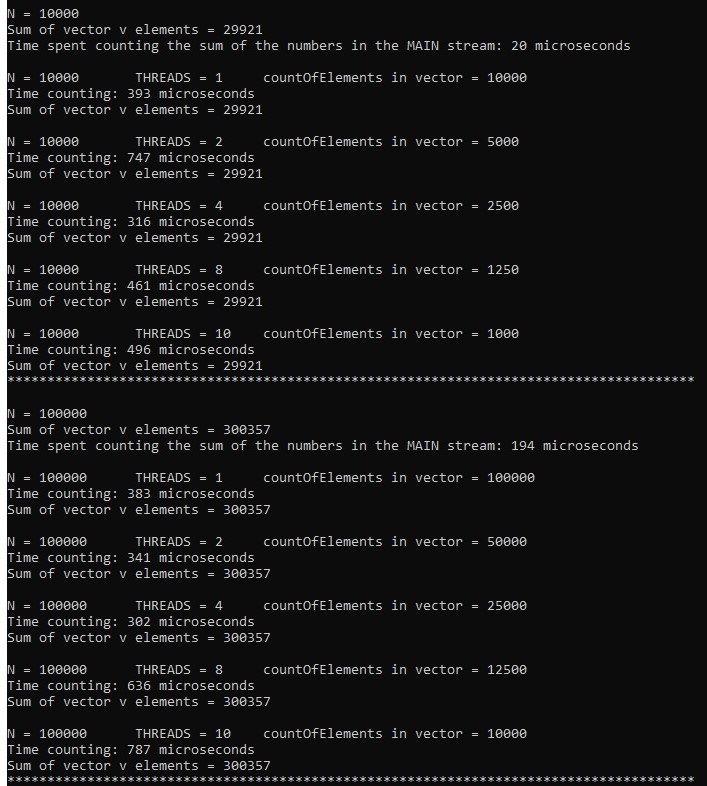 N = 10000
Sum of vector v elements = 29921
Time spent counting the sum of the numbers in the MAIN stream: 20 microseconds
N = 10000 THREADS = 1 countOfElements in vector = 10000
Time counting: 393 microseconds
Sum of vector v elements = 29921
N = 10000 THREADS = 2 countOfElements in vector = 5000
Time counting: 747 microseconds
Sum of vector v elements = 29921
N = 10000 THREADS = 4 countOfElements in vector = 2500
Time counting: 316 microseconds
Sum of vector v elements = 29921
N = 10000 THREADS = 8 countOfElements in vector = 1250
Time counting: 461 microseconds
Sum of vector v elements = 29921
N = 10000 THREADS = 10 countOfElements in vector = 1000
Time counting: 496 microseconds
Sum of vector v elements = 29921
**************************************************************************************
N = 100000
Sum of vector v elements = 300357
Time spent counting the sum of the numbers in the MAIN stream: 194 microseconds
N = 100000 THREADS = 1 countOfElements in vector = 100000
Time counting: 383 microseconds
Sum of vector v elements = 300357
N = 100000 THREADS = 2 countOfElements in vector = 50000
Time counting: 341 microseconds
Sum of vector v elements = 300357
N = 100000 THREADS = 4 countOfElements in vector = 25000
Time counting: 302 microseconds
Sum of vector v elements = 300357
N = 100000 THREADS = 8 countOfElements in vector = 12500
Time counting: 636 microseconds
Sum of vector v elements = 300357
N = 100000 THREADS = 10 countOfElements in vector = 10000
Time counting: 787 microseconds
Sum of vector v elements = 300357
**************************************************************************************